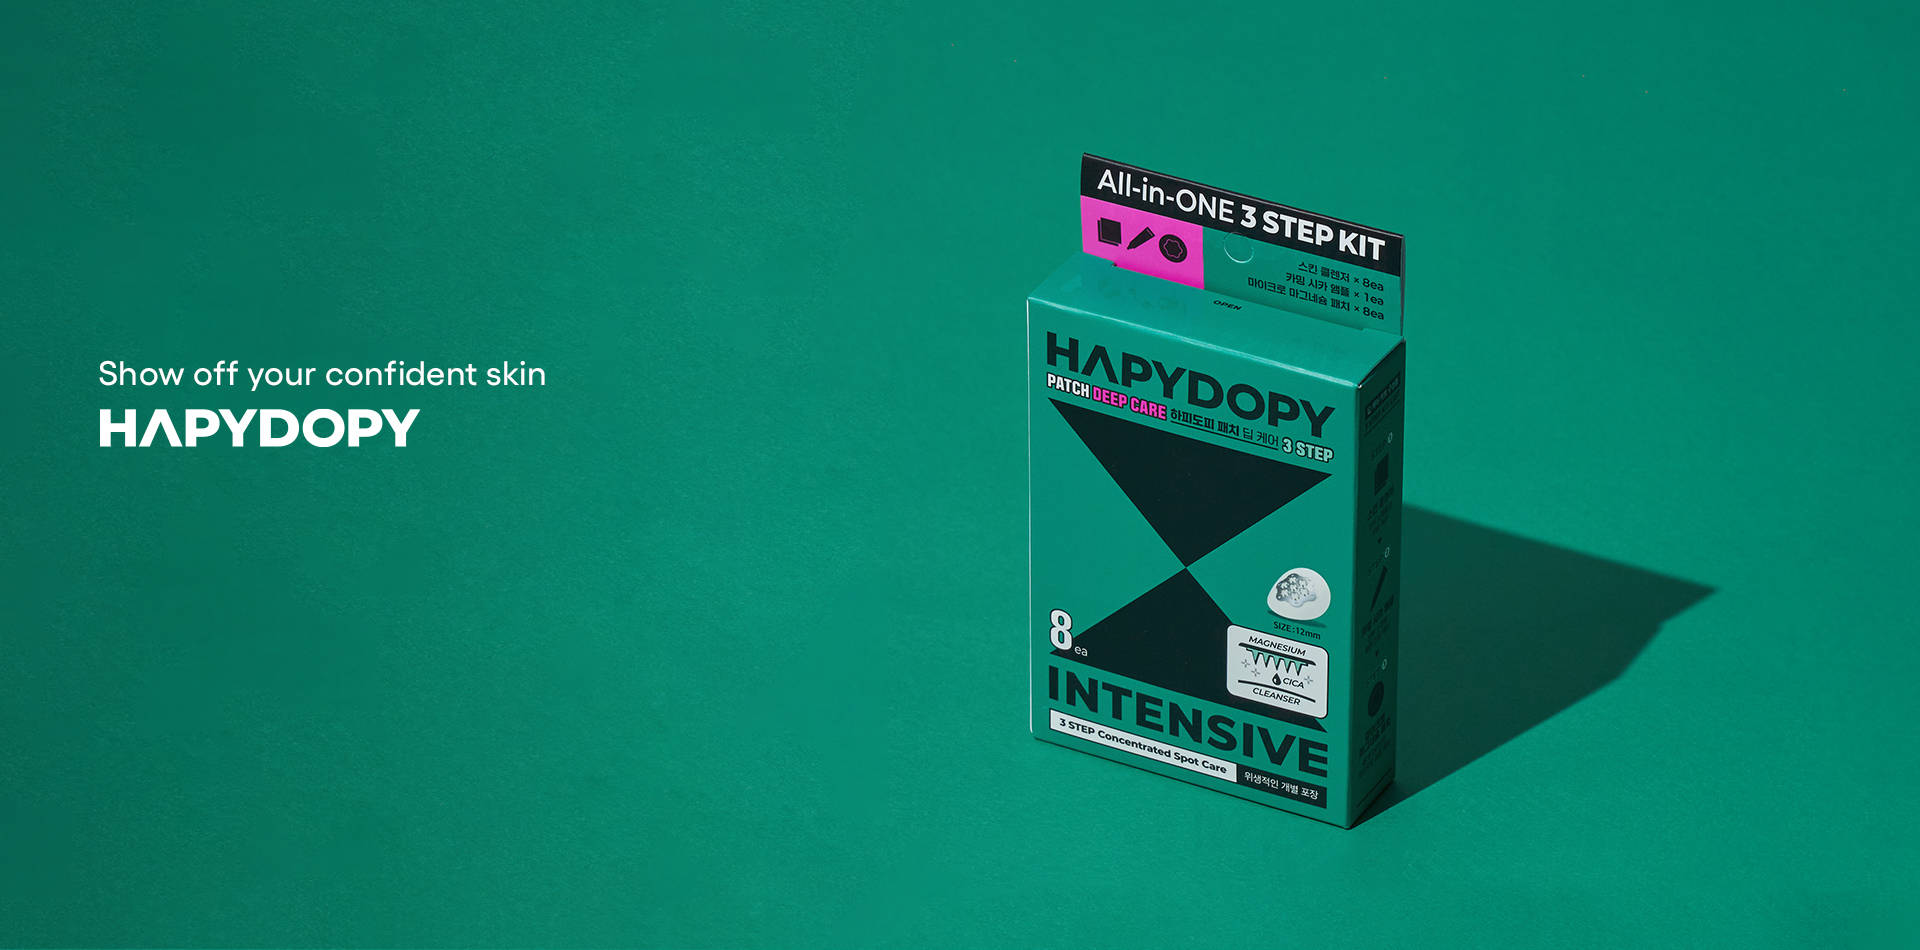 Show off your confident skin
HAPYDOPY
All-in-ONE 3 STEP KIT
스킨 클렌저 × 8ea
카밍 시카 앰플 × 1ea
마이크로 마그네슘 패치 × 8ea
OPEN
HAPYDOPY
PATCH DEEP CARE 하피도피 패치 딥 케어 3 STEP
SIZE:12mm
8 ea
MAGNESIUM
CICA
CLEANSER
INTENSIVE
3 STEP Concentrated Spot Care
위생적인 개별 포장